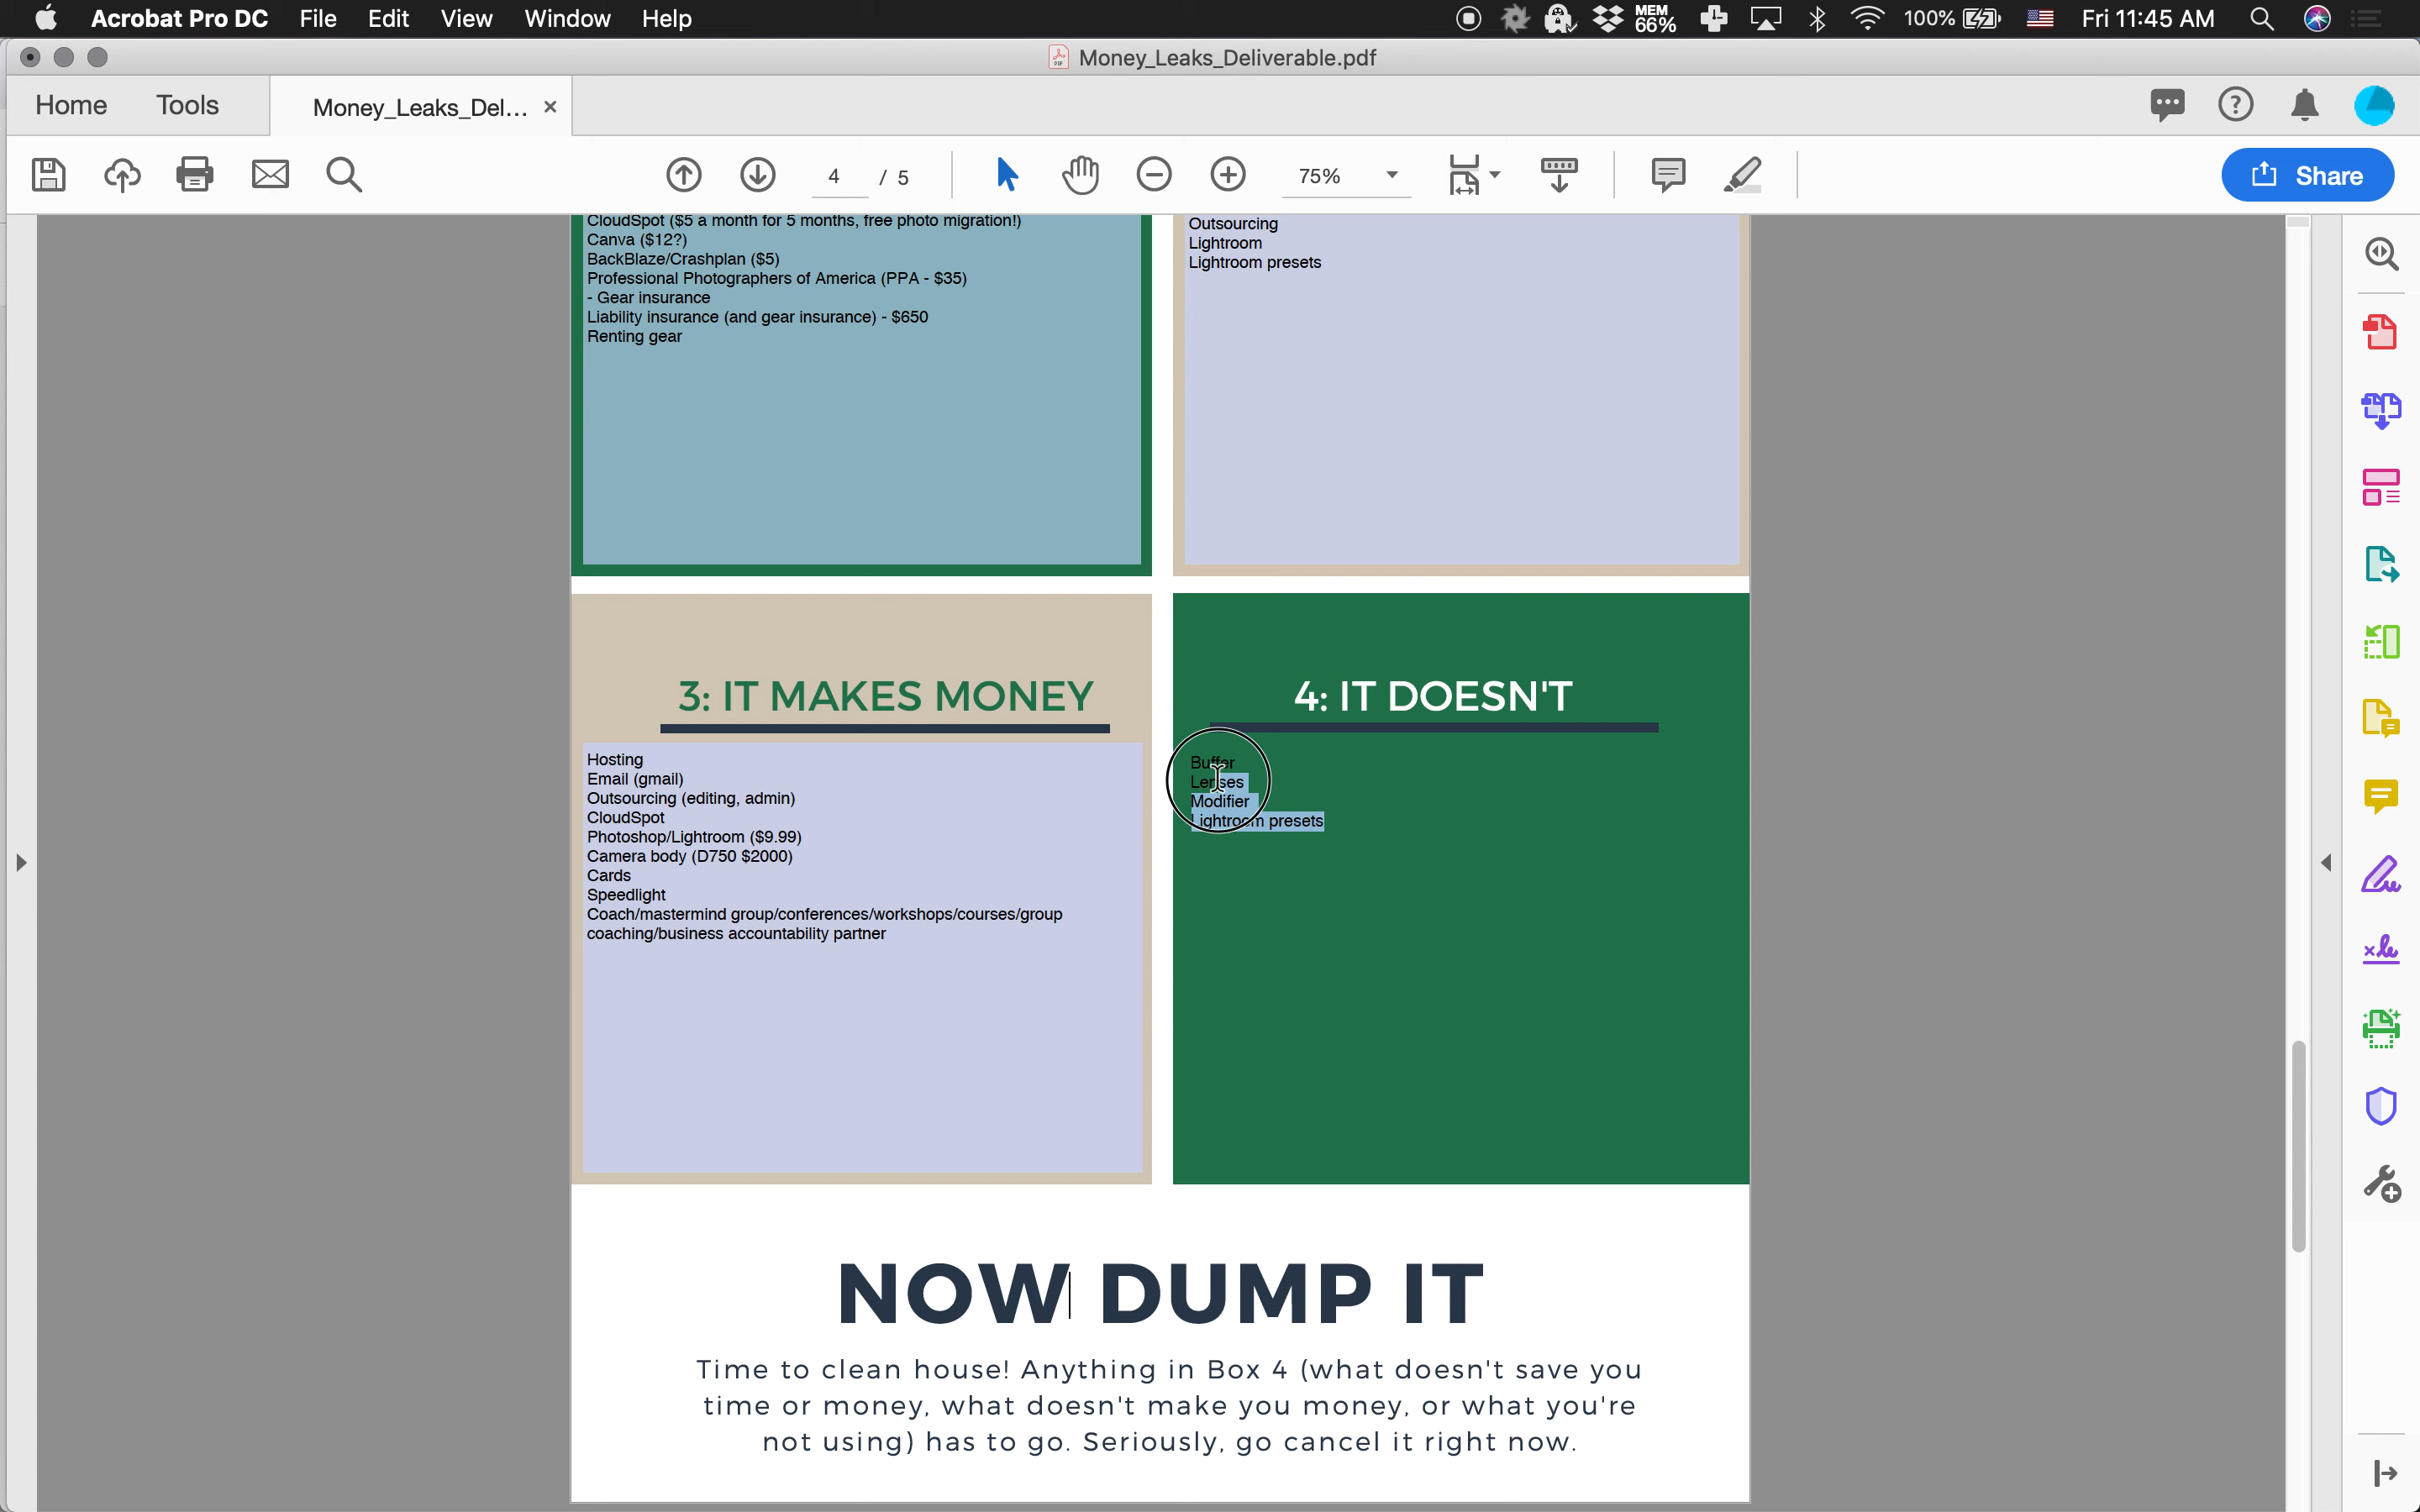 Acrobat Pro DC File Edit View Window Help MEM 66% 100% Fri 11:45 AM
Money_Leaks_Deliverable.pdf
Home Tools Money_Leaks_Del... ×
4 / 5 75% Share
CloudSpot ($5 a month for 5 months, free photo migration!)
Canva ($12?)
BackBlaze/Crashplan ($5)
Professional Photographers of America (PPA - $35)
- Gear insurance
Liability insurance (and gear insurance) - $650
Renting gear
Outsourcing
Lightroom
Lightroom presets
3: IT MAKES MONEY
Hosting
Email (gmail)
Outsourcing (editing, admin)
CloudSpot
Photoshop/Lightroom ($9.99)
Camera body (D750 $2000)
Cards
Speedlight
Coach/mastermind group/conferences/workshops/courses/group
coaching/business accountability partner
4: IT DOESN'T
Buffer
Lenses
Modifier
Lightroom presets
NOW DUMP IT
Time to clean house! Anything in Box 4 (what doesn't save you
time or money, what doesn't make you money, or what you're
not using) has to go. Seriously, go cancel it right now.